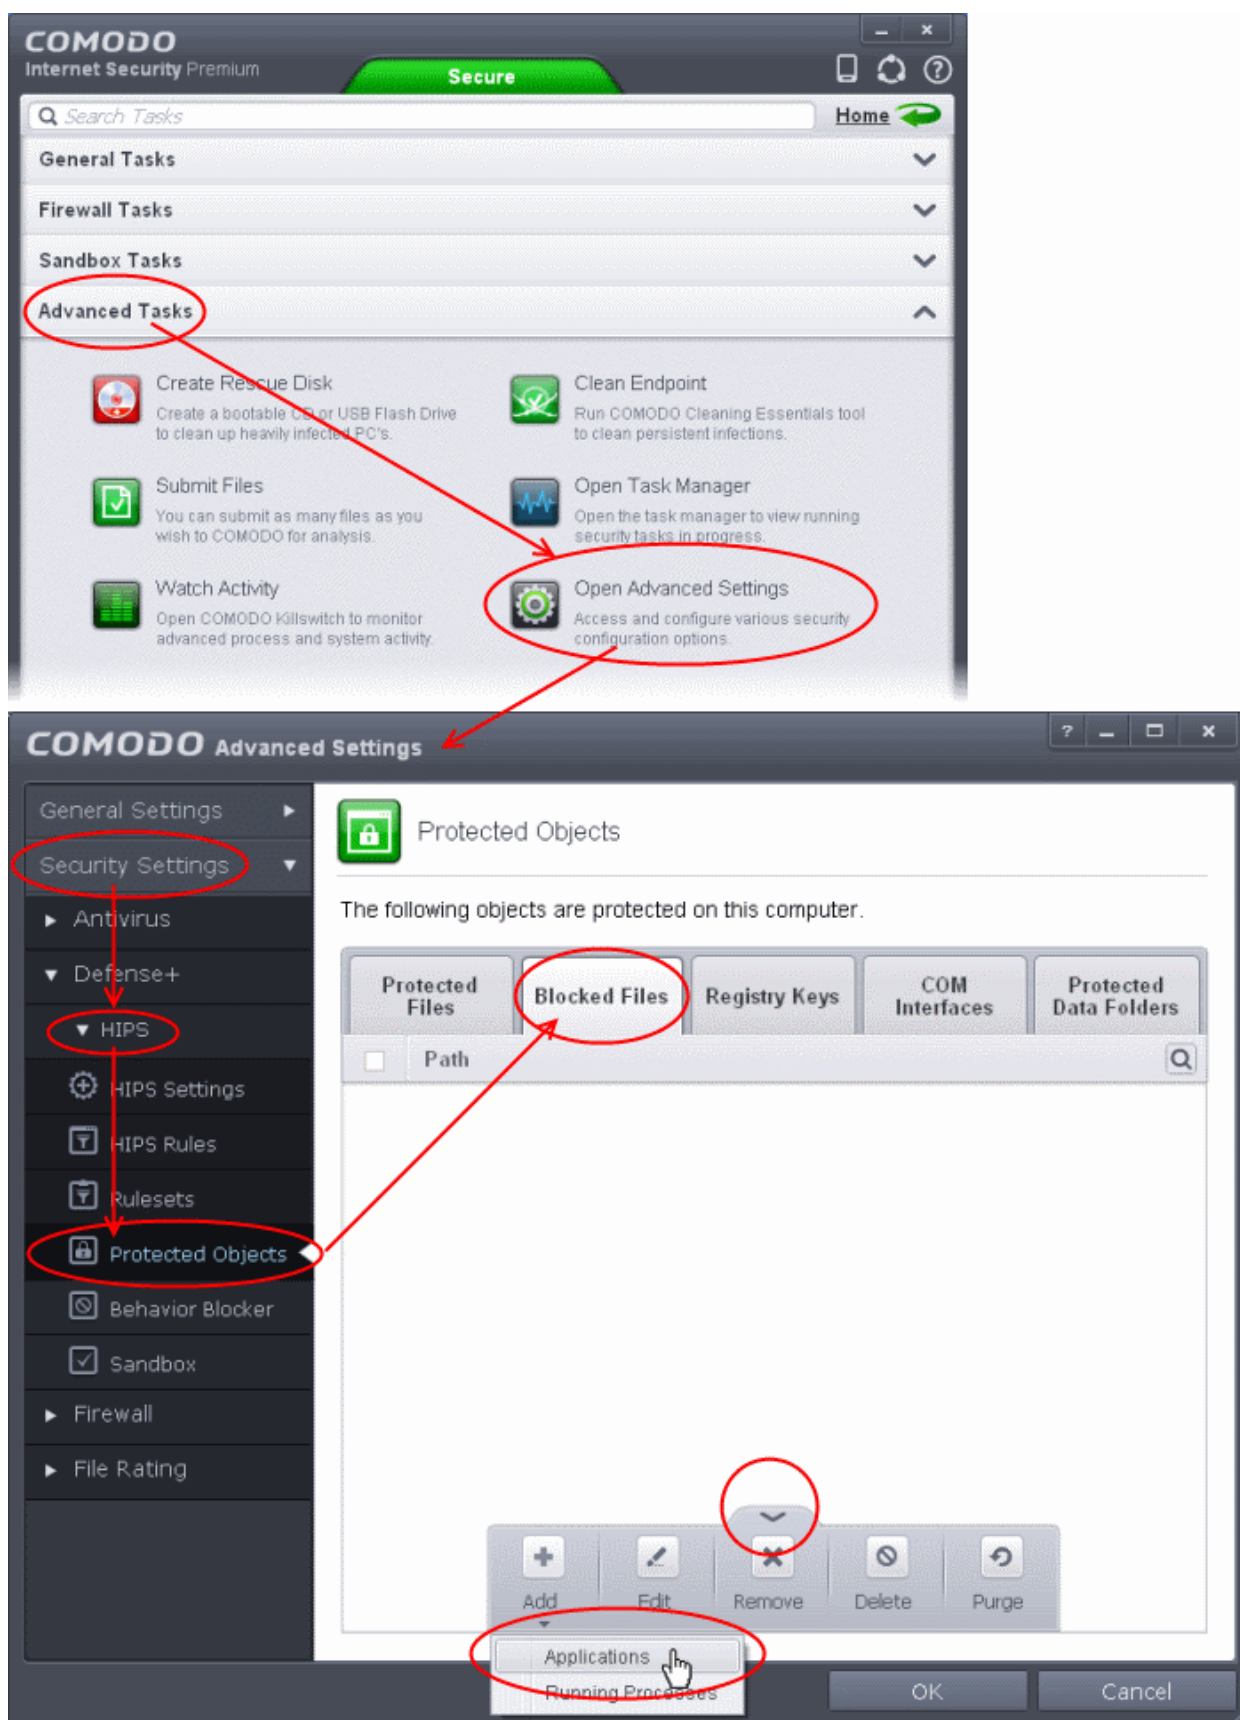 COMODO
Internet Security Premium
Secure
Search Tasks
Home
General Tasks
Firewall Tasks
Sandbox Tasks
Advanced Tasks
Create Rescue Disk
Create a bootable CD or USB Flash Drive
to clean up heavily infected PC's.
Clean Endpoint
Run COMODO Cleaning Essentials tool
to clean persistent infections.
Submit Files
You can submit as many files as you
wish to COMODO for analysis.
Open Task Manager
Open the task manager to view running
security tasks in progress.
Watch Activity
Open COMODO Killswitch to monitor
advanced process and system activity.
Open Advanced Settings
Access and configure various security
configuration options.
COMODO Advanced Settings
General Settings
Security Settings
Antivirus
Defense+
HIPS
HIPS Settings
HIPS Rules
Rulesets
Protected Objects
Behavior Blocker
Sandbox
Firewall
File Rating
Protected Objects
The following objects are protected on this computer.
Protected
Files
Blocked Files
Registry Keys
COM
Interfaces
Protected
Data Folders
Path
Add
Edit
Remove
Delete
Purge
Applications
Running Processes
OK
Cancel